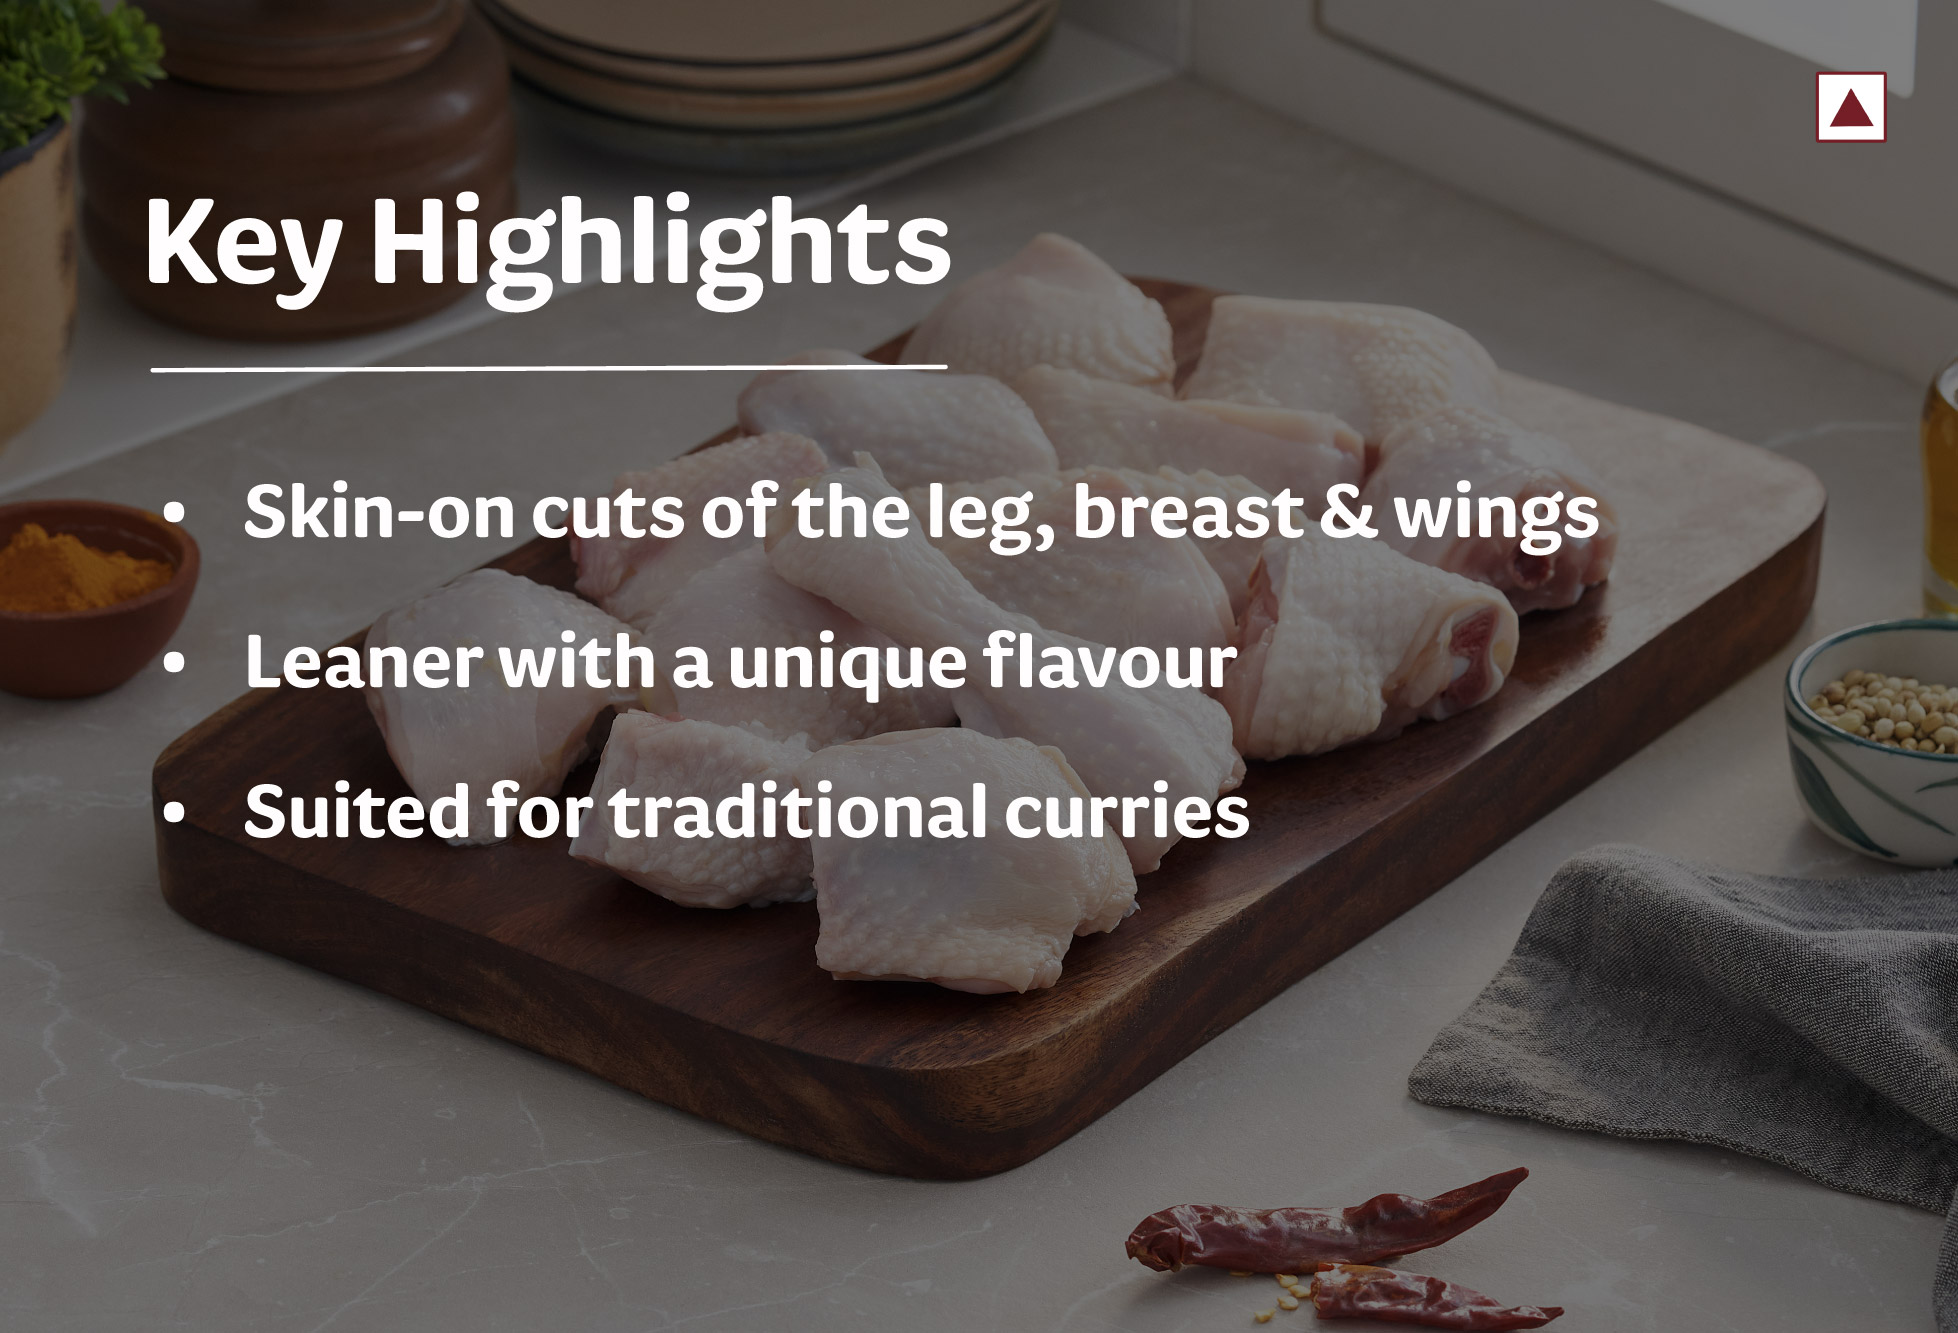 Key Highlights
• Skin-on cuts of the leg, breast & wings
• Leaner with a unique flavour
• Suited for traditional curries